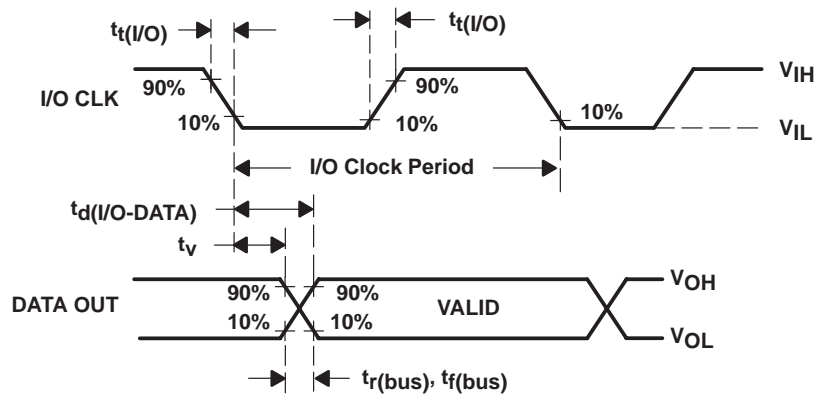 tt(I/O)
tt(I/O)
VIH
90%
90%
I/O CLK
10%
10%
10%
VIL
I/O Clock Period
td(I/O-DATA)
tv
VOH
90%
90%
DATA OUT
VALID
10%
10%
VOL
tr(bus), tf(bus)